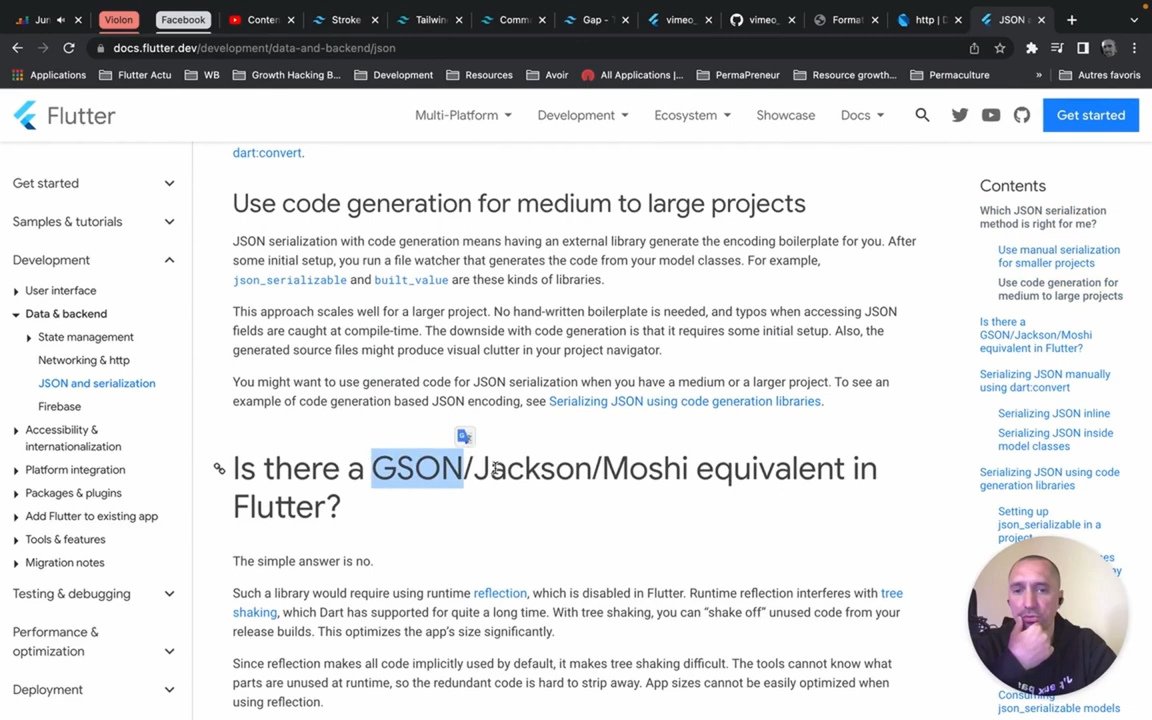 Jun
Violon
Facebook
Conten
Stroke
Tailwin
Comma
Gap - T
vimeo_
vimeo_
Format
http | D
JSON a
docs.flutter.dev/development/data-and-backend/json
Applications
Flutter Actu
WB
Growth Hacking B...
Development
Resources
Avoir
All Applications |...
PermaPreneur
Resource growth...
Permaculture
»
Autres favoris
Flutter
Multi-Platform
Development
Ecosystem
Showcase
Docs
Get started
Get started
Samples & tutorials
Development
User interface
Data & backend
State management
Networking & http
JSON and serialization
Firebase
Accessibility &
internationalization
Platform integration
Packages & plugins
Add Flutter to existing app
Tools & features
Migration notes
Testing & debugging
Performance &
optimization
Deployment
dart:convert.
Use code generation for medium to large projects
JSON serialization with code generation means having an external library generate the encoding boilerplate for you. After
some initial setup, you run a file watcher that generates the code from your model classes. For example,
json_serializable and built_value are these kinds of libraries.
This approach scales well for a larger project. No hand-written boilerplate is needed, and typos when accessing JSON
fields are caught at compile-time. The downside with code generation is that it requires some initial setup. Also, the
generated source files might produce visual clutter in your project navigator.
You might want to use generated code for JSON serialization when you have a medium or a larger project. To see an
example of code generation based JSON encoding, see Serializing JSON using code generation libraries.
Is there a GSON/Jackson/Moshi equivalent in
Flutter?
The simple answer is no.
Such a library would require using runtime reflection, which is disabled in Flutter. Runtime reflection interferes with tree
shaking, which Dart has supported for quite a long time. With tree shaking, you can “shake off” unused code from your
release builds. This optimizes the app’s size significantly.
Since reflection makes all code implicitly used by default, it makes tree shaking difficult. The tools cannot know what
parts are unused at runtime, so the redundant code is hard to strip away. App sizes cannot be easily optimized when
using reflection.
Contents
Which JSON serialization
method is right for me?
Use manual serialization
for smaller projects
Use code generation for
medium to large projects
Is there a
GSON/Jackson/Moshi
equivalent in Flutter?
Serializing JSON manually
using dart:convert
Serializing JSON inline
Serializing JSON inside
model classes
Serializing JSON using code
generation libraries
Setting up
json_serializable in a
project
Consuming
json_serializable models